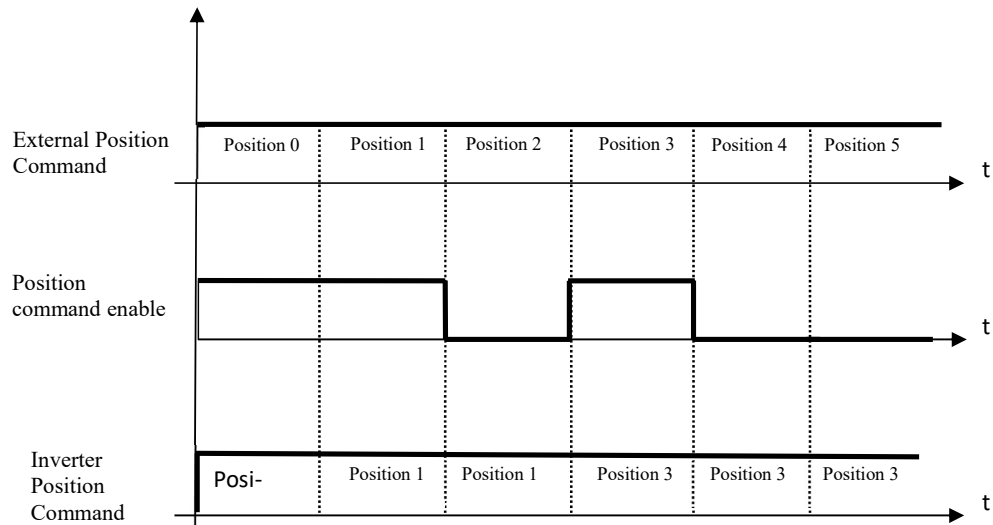 External Position
Command
Position 0 Position 1 Position 2 Position 3 Position 4 Position 5
t
Position
command enable
t
Inverter
Position
Command
Posi- Position 1 Position 1 Position 3 Position 3 Position 3
t